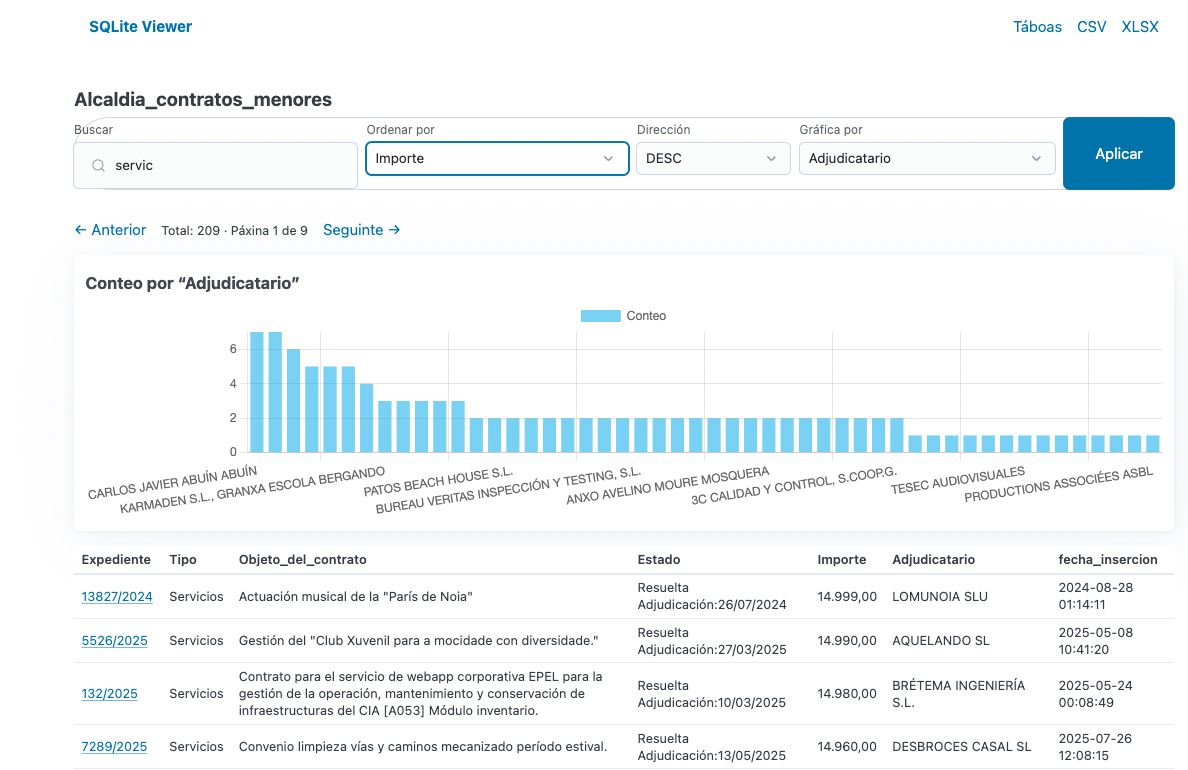 SQLite Viewer
Táboas CSV XLSX
Alcaldia_contratos_menores
Buscar Ordenar por Dirección Gráfica por
servic Importe DESC Adjudicatario Aplicar
← Anterior Total: 209 · Páxina 1 de 9 Seguinte →
Conteo por “Adjudicatario”
Conteo
6
4
2
0
CARLOS JAVIER ABUÍN ABUÍN
KARMADEN S.L., GRANXA ESCOLA BERGANDO
PATOS BEACH HOUSE S.L.
BUREAU VERITAS INSPECCIÓN Y TESTING, S.L.
ANXO AVELINO MOURE MOSQUERA
3C CALIDAD Y CONTROL, S.COOP.G.
TESEC AUDIOVISUALES
PRODUCTIONS ASSOCIÉES ASBL
Expediente Tipo Objeto_del_contrato Estado Importe Adjudicatario fecha_insercion
13827/2024 Servicios Actuación musical de la "París de Noia" Resuelta Adjudicación:26/07/2024 14.999,00 LOMUNOIA SLU 2024-08-28 01:14:11
5526/2025 Servicios Gestión del "Club Xuvenil para a mocidade con diversidade." Resuelta Adjudicación:27/03/2025 14.990,00 AQUELANDO SL 2025-05-08 10:41:20
132/2025 Servicios Contrato para el servicio de webapp corporativa EPEL para la gestión de la operación, mantenimiento y conservación de infraestructuras del CIA [A053] Módulo inventario. Resuelta Adjudicación:10/03/2025 14.980,00 BRÉTEMA INGENIERÍA S.L. 2025-05-24 00:08:49
7289/2025 Servicios Convenio limpieza vías y caminos mecanizado período estival. Resuelta Adjudicación:13/05/2025 14.960,00 DESBROCES CASAL SL 2025-07-26 12:08:15